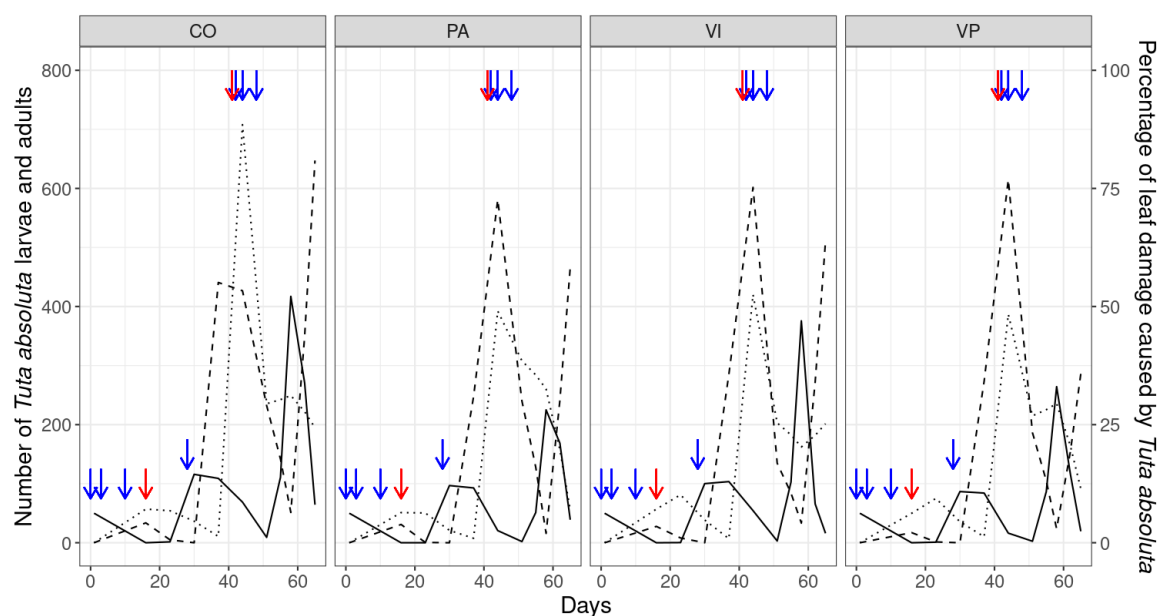 CO PA VI VP
Number of Tuta absoluta larvae and adults
800
600
400
200
0
Percentage of leaf damage caused by Tuta absoluta
100
75
50
25
0
0 20 40 60 0 20 40 60 0 20 40 60 0 20 40 60
Days